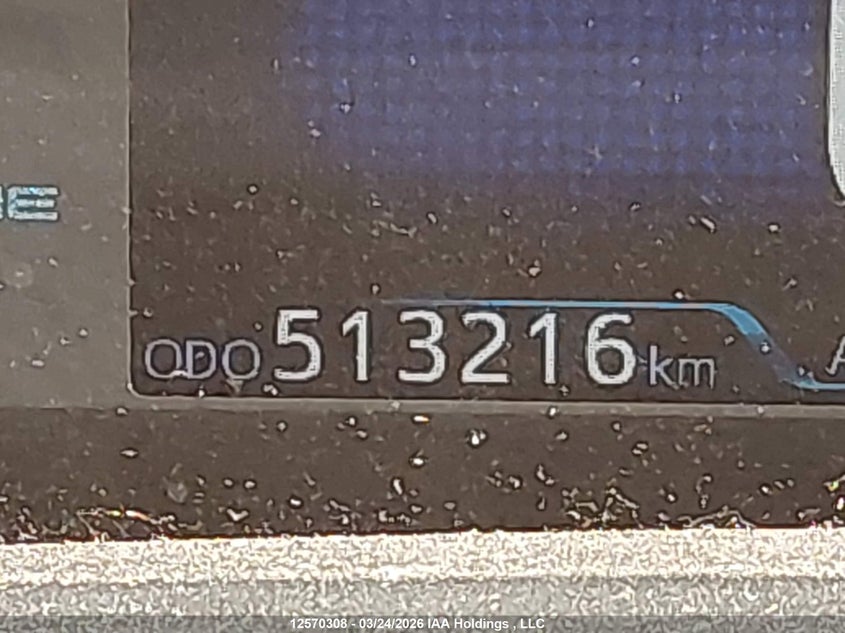 ODO 513216 km
12570308 - 03/24/2026 IAA Holdings , LLC